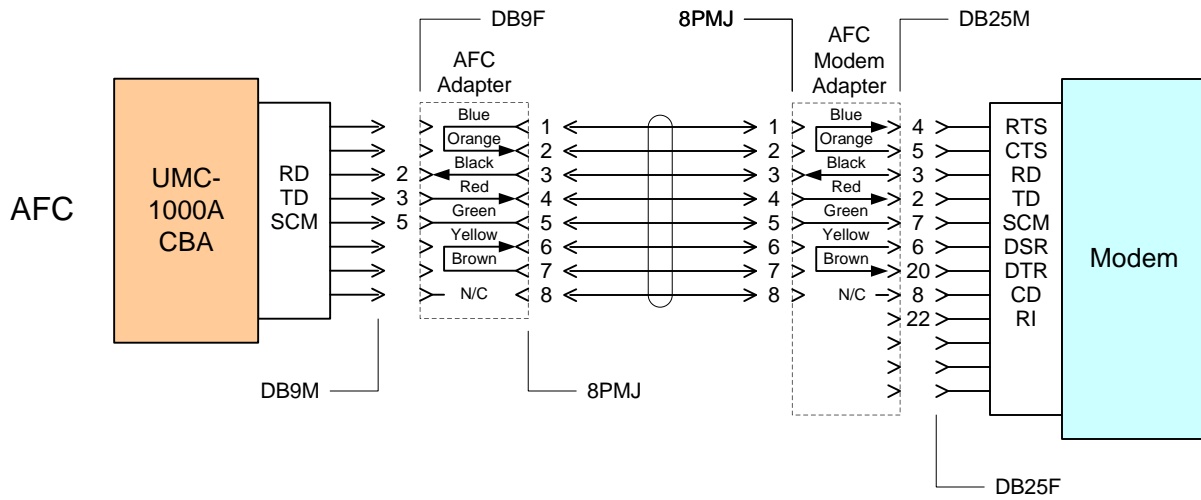 DB9F
8PMJ
DB25M
AFC
Adapter
AFC
Modem
Adapter
AFC
UMC-
1000A
CBA
RD
TD
SCM
2
3
5
Blue
Orange
Black
Red
Green
Yellow
Brown
N/C
1
2
3
4
5
6
7
8
1
2
3
4
5
6
7
8
Blue
Orange
Black
Red
Green
Yellow
Brown
N/C
4
5
3
2
7
6
20
8
22
RTS
CTS
RD
TD
SCM
DSR
DTR
CD
RI
Modem
DB9M
8PMJ
DB25F